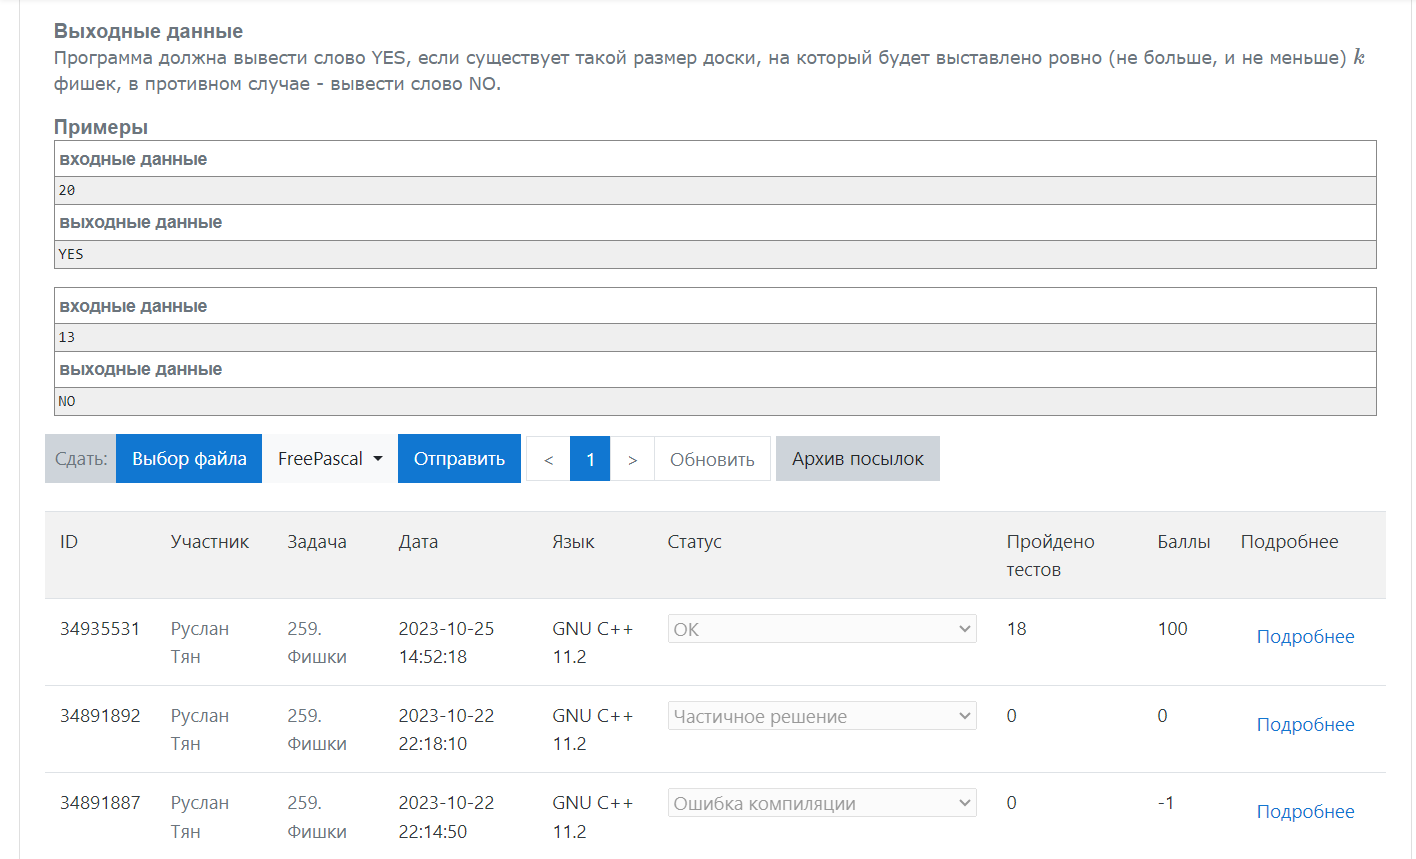 Выходные данные
Программа должна вывести слово YES, если существует такой размер доски, на который будет выставлено ровно (не больше, и не меньше) k
фишек, в противном случае - вывести слово NO.
Примеры
входные данные
20
выходные данные
YES
входные данные
13
выходные данные
NO
Сдать: Выбор файла FreePascal Отправить < 1 > Обновить Архив посылок
ID Участник Задача Дата Язык Статус Пройдено Баллы Подробнее
тестов
34935531 Руслан 259. 2023-10-25 GNU C++ OK 18 100 Подробнее
Тян Фишки 14:52:18 11.2
34891892 Руслан 259. 2023-10-22 GNU C++ Частичное решение 0 0 Подробнее
Тян Фишки 22:18:10 11.2
34891887 Руслан 259. 2023-10-22 GNU C++ Ошибка компиляции 0 -1 Подробнее
Тян Фишки 22:14:50 11.2